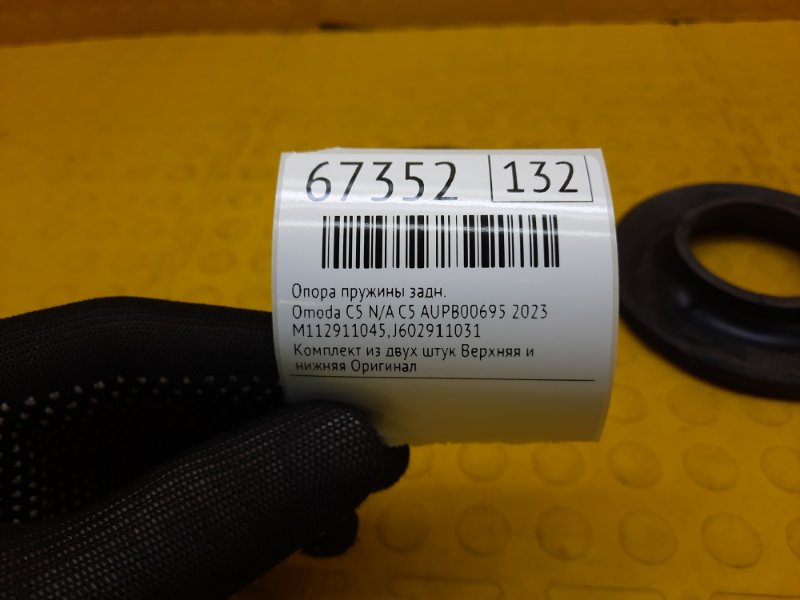 67352 132
Опора пружины задн.
Omoda C5 N/A C5 AUPB00695 2023
M112911045,J602911031
Комплект из двух штук Верхняя и
нижняя Оригинал